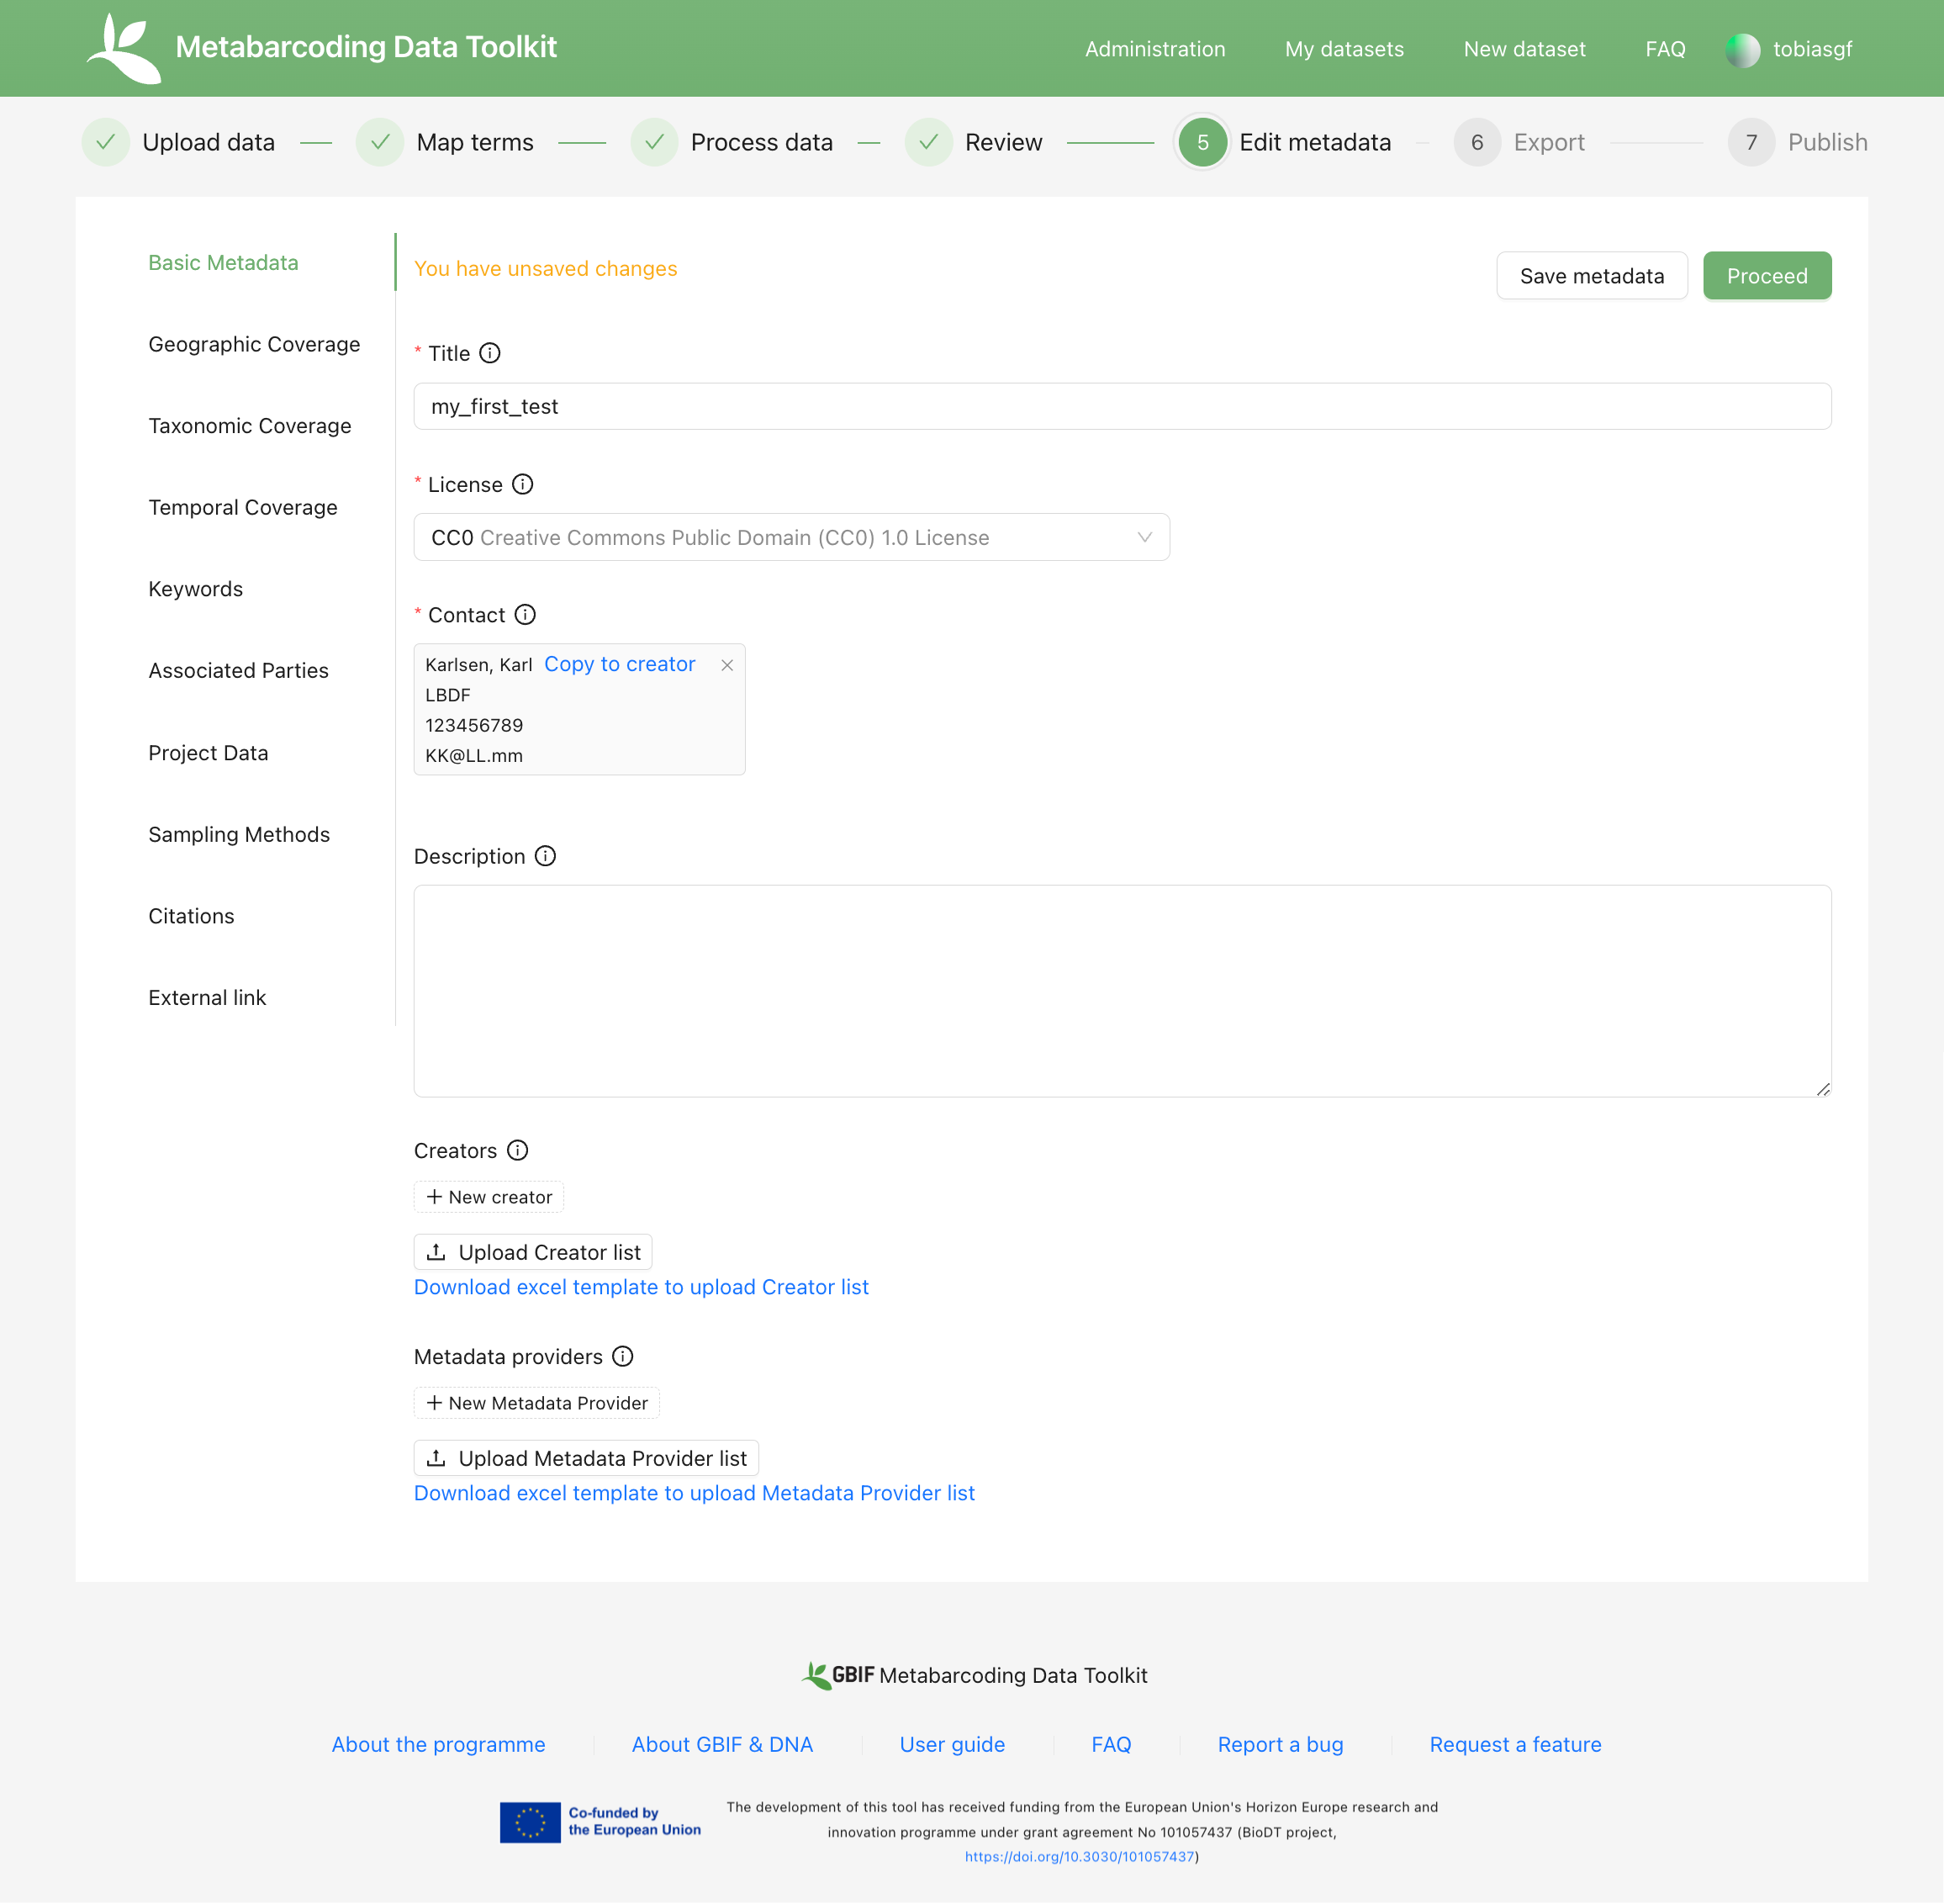 Metabarcoding Data Toolkit
Administration My datasets New dataset FAQ tobiasgf
Upload data Map terms Process data Review 5 Edit metadata 6 Export 7 Publish
Basic Metadata
Geographic Coverage
Taxonomic Coverage
Temporal Coverage
Keywords
Associated Parties
Project Data
Sampling Methods
Citations
External link
You have unsaved changes
Save metadata Proceed
* Title
my_first_test
* License
CC0 Creative Commons Public Domain (CC0) 1.0 License
* Contact
Karlsen, Karl Copy to creator
LBDF
123456789
KK@LL.mm
Description
Creators
+ New creator
Upload Creator list
Download excel template to upload Creator list
Metadata providers
+ New Metadata Provider
Upload Metadata Provider list
Download excel template to upload Metadata Provider list
GBIF Metabarcoding Data Toolkit
About the programme About GBIF & DNA User guide FAQ Report a bug Request a feature
Co-funded by
the European Union
The development of this tool has received funding from the European Union's Horizon Europe research and
innovation programme under grant agreement No 101057437 (BioDT project,
https://doi.org/10.3030/101057437)